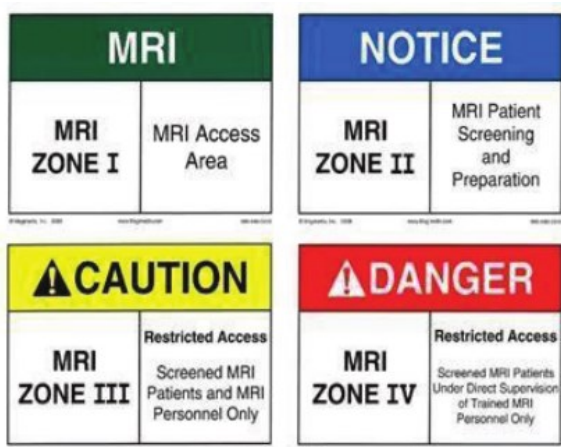 MRI
MRI
ZONE I
MRI Access
Area
NOTICE
MRI
ZONE II
MRI Patient
Screening
and
Preparation
CAUTION
MRI
ZONE III
Restricted Access
Screened MRI
Patients and MRI
Personnel Only
DANGER
MRI
ZONE IV
Restricted Access
Screened MRI Patients
Under Direct Supervision
of Trained MRI
Personnel Only